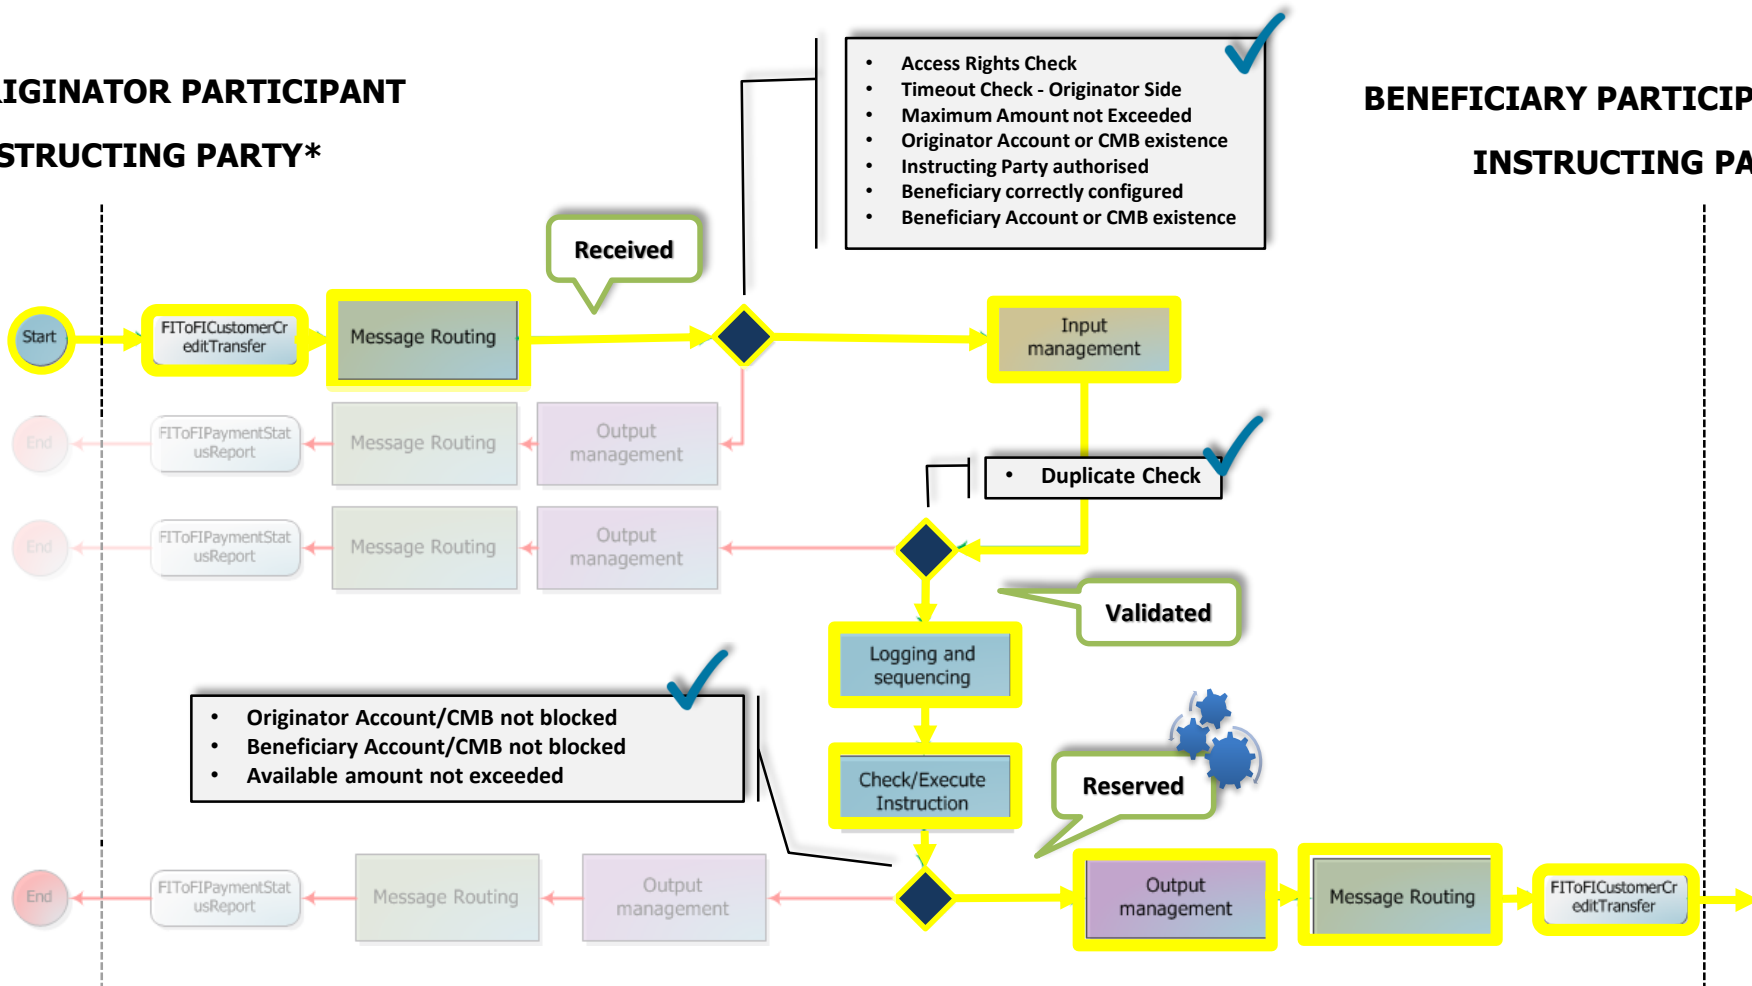 RIGINATOR PARTICIPANT
STRUCTING PARTY*
• Access Rights Check
• Timeout Check - Originator Side
• Maximum Amount not Exceeded
• Originator Account or CMB existence
• Instructing Party authorised
• Beneficiary correctly configured
• Beneficiary Account or CMB existence
BENEFICIARY PARTICIP
INSTRUCTING PA
Received
Start
FIToFICustomerCr
editTransfer
Message Routing
Input
management
End
FIToFIPaymentStat
usReport
Message Routing
Output
management
• Duplicate Check
End
FIToFIPaymentStat
usReport
Message Routing
Output
management
Validated
Logging and
sequencing
• Originator Account/CMB not blocked
• Beneficiary Account/CMB not blocked
• Available amount not exceeded
Check/Execute
Instruction
Reserved
End
FIToFIPaymentStat
usReport
Message Routing
Output
management
Output
management
Message Routing
FIToFICustomerCr
editTransfer